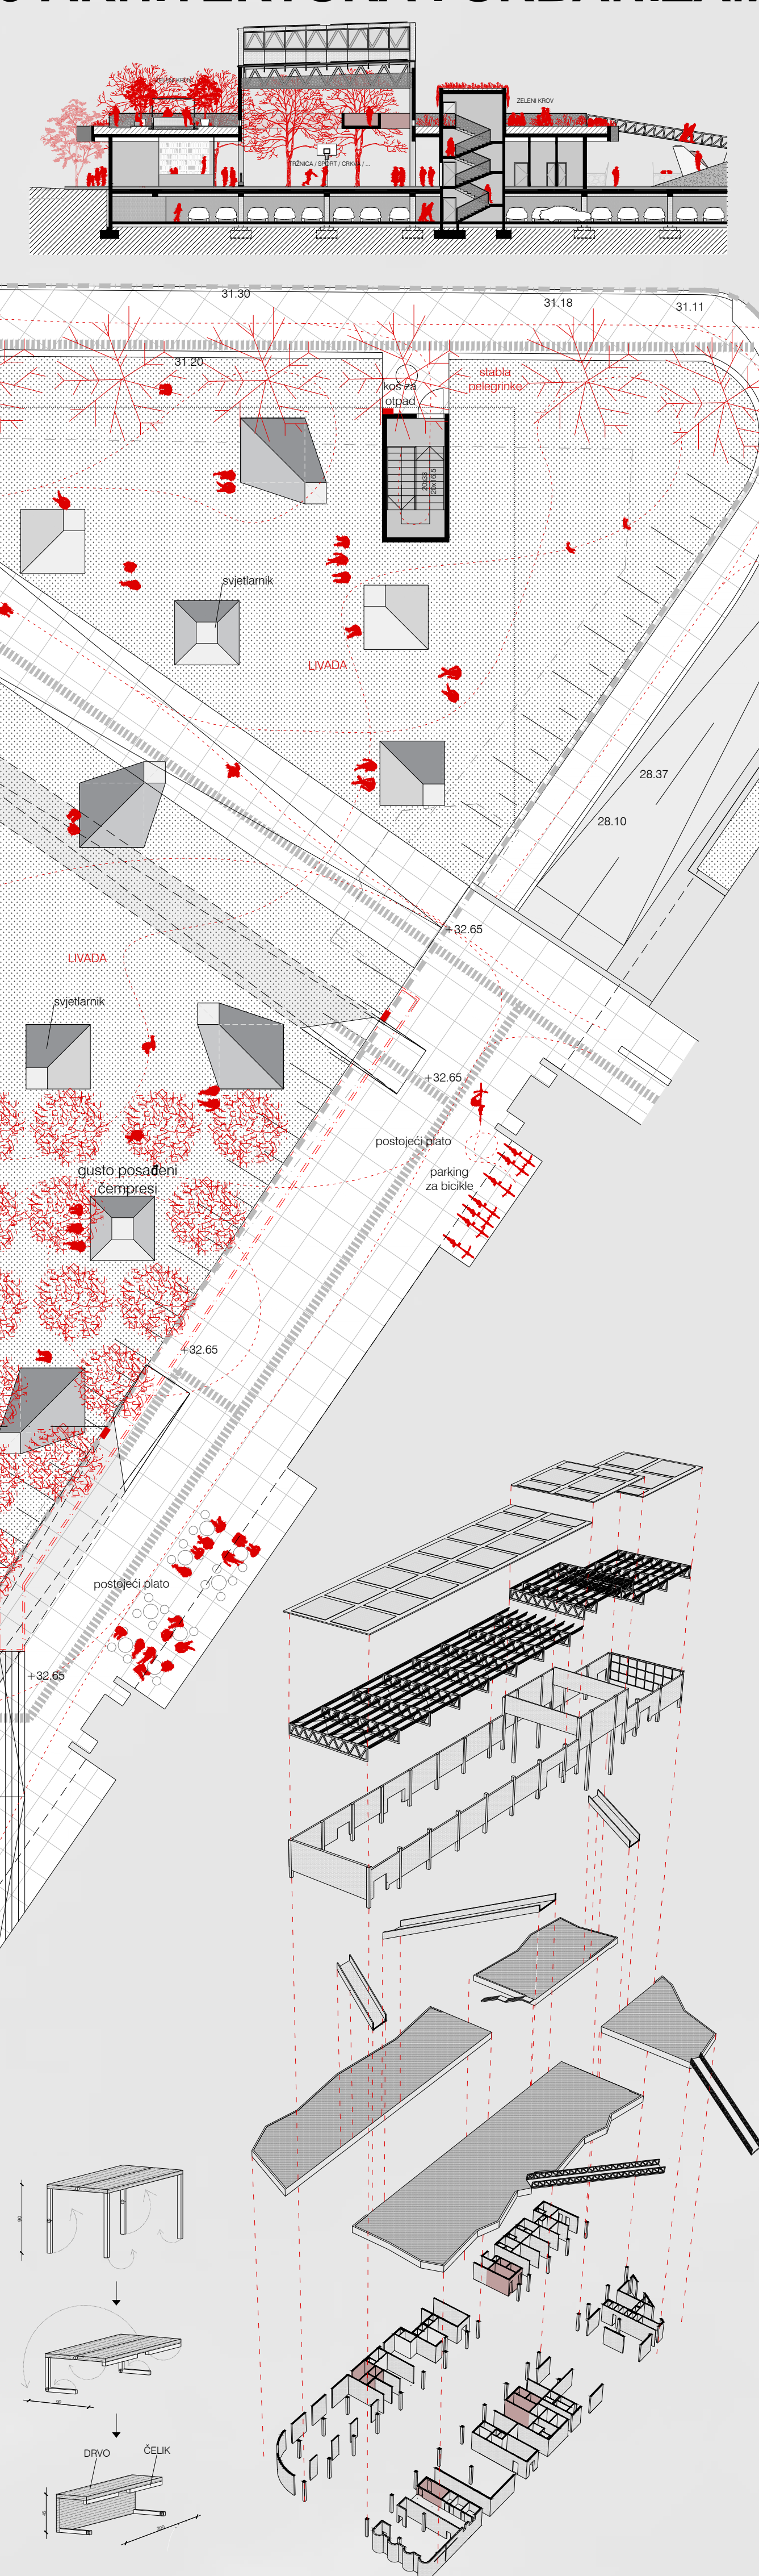 ZELENI KROV
TRŽNICA / SPORT / CRKVA / ...
31.30
31.18
31.11
31.20
koš za
otpad
stabla
pelegrinke
svjetlarnik
LIVADA
28.37
28.10
+32.65
LIVADA
svjetlarnik
+32.65
postojeći plato
parking
za bicikle
gusto posađeni
čempresi
+32.65
postojeći plato
+32.65
DRVO
ČELIK